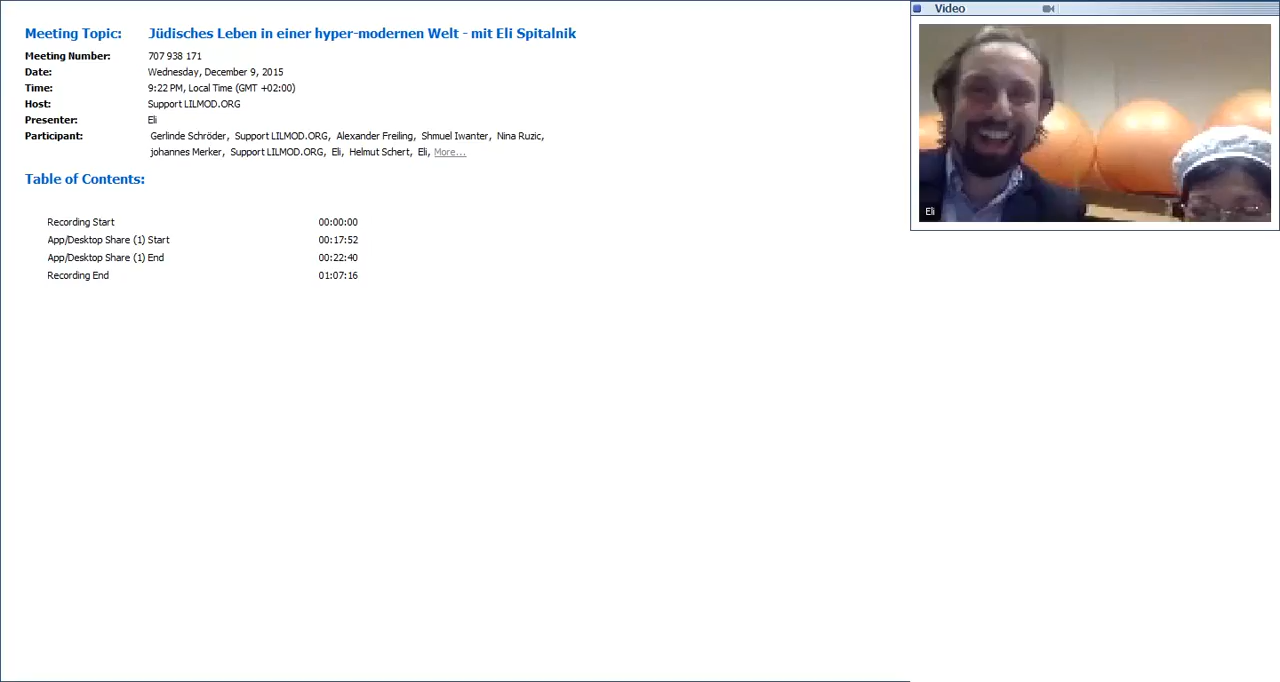 Meeting Topic: Jüdisches Leben in einer hyper-modernen Welt - mit Eli Spitalnik
Meeting Number: 707 938 171
Date: Wednesday, December 9, 2015
Time: 9:22 PM, Local Time (GMT +02:00)
Host: Support LILMOD.ORG
Presenter: Eli
Participant: Gerlinde Schröder, Support LILMOD.ORG, Alexander Freiling, Shmuel Iwanter, Nina Ruzic,
johannes Merker, Support LILMOD.ORG, Eli, Helmut Schert, Eli, More...
Table of Contents:
Recording Start 00:00:00
App/Desktop Share (1) Start 00:17:52
App/Desktop Share (1) End 00:22:40
Recording End 01:07:16
Video
Eli